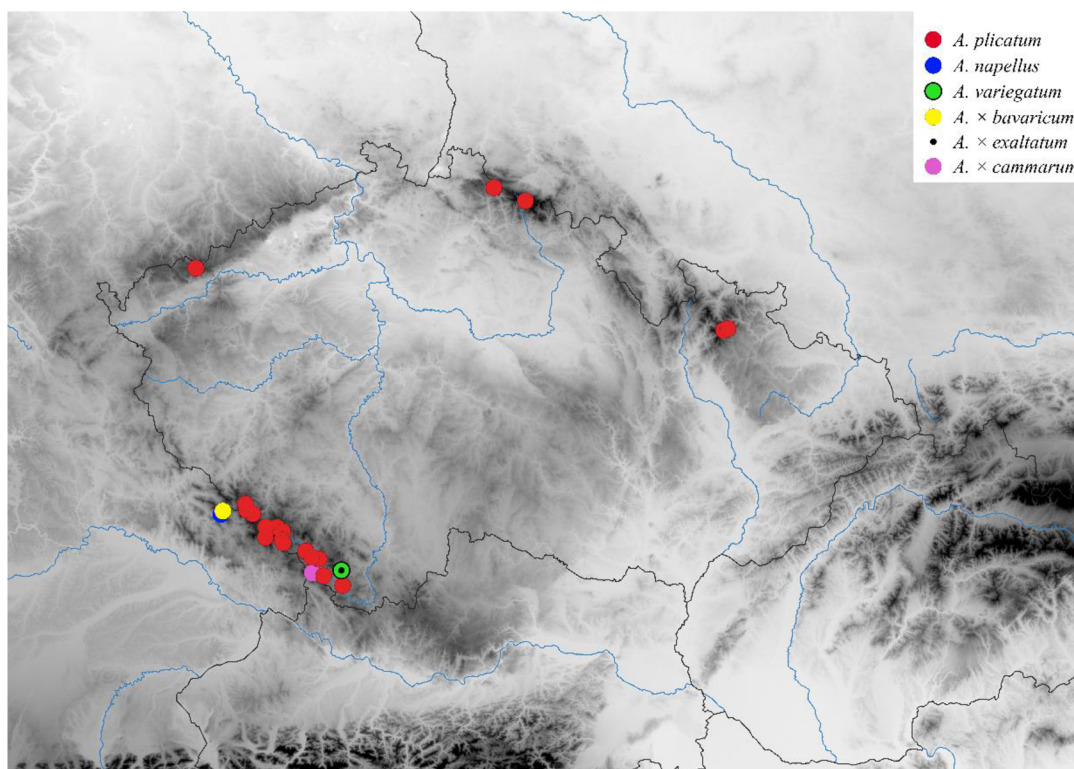 A. plicatum
A. napellus
A. variegatum
A. × bavaricum
A. × exaltatum
A. × cammarum